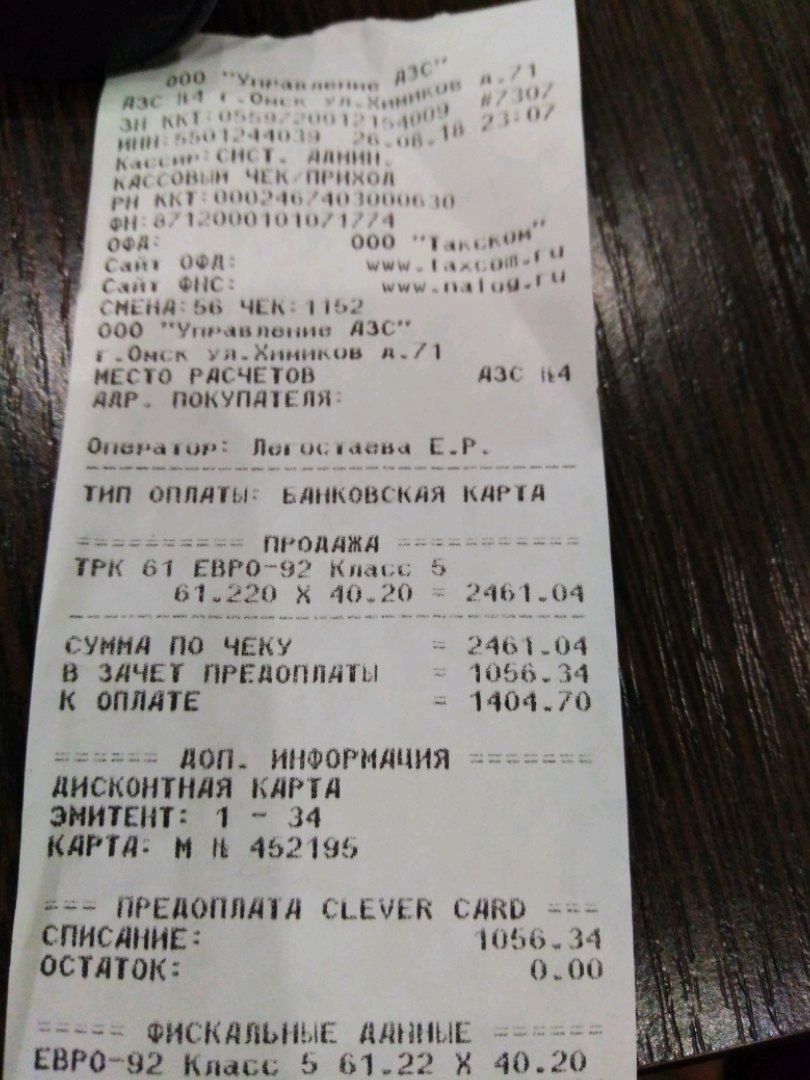 ООО "Управление АЗС"
АЗС №4 г.Омск ул.Химиков д.71
ЗН ККТ:0559720012154009 #7307
ИНН:5501244039 26.08.18 23:07
Кассир:СИСТ. АДМИН.
КАССОВЫЙ ЧЕК/ПРИХОД
РН ККТ:0002467403000630
ФН:8712000101071774
ОФД: ООО "Такском"
Сайт ОФД: www.taxcom.ru
Сайт ФНС: www.nalog.ru
СМЕНА:56 ЧЕК:1152
ООО "Управление АЗС"
г.Омск ул.Химиков д.71
МЕСТО РАСЧЕТОВ АЗС №4
АДР. ПОКУПАТЕЛЯ:
Оператор: Логостаева Е.Р.
ТИП ОПЛАТЫ: БАНКОВСКАЯ КАРТА
========== ПРОДАЖА ===========
ТРК 61 ЕВРО-92 Класс 5
61.220 X 40.20 = 2461.04
СУММА ПО ЧЕКУ = 2461.04
В ЗАЧЕТ ПРЕДОПЛАТЫ = 1056.34
К ОПЛАТЕ = 1404.70
====== ДОП. ИНФОРМАЦИЯ =======
ДИСКОНТНАЯ КАРТА
ЭМИТЕНТ: 1 - 34
КАРТА: М № 452195
=== ПРЕДОПЛАТА CLEVER CARD ===
СПИСАНИЕ: 1056.34
ОСТАТОК: 0.00
===== ФИСКАЛЬНЫЕ ДАННЫЕ ======
ЕВРО-92 Класс 5 61.22 X 40.20